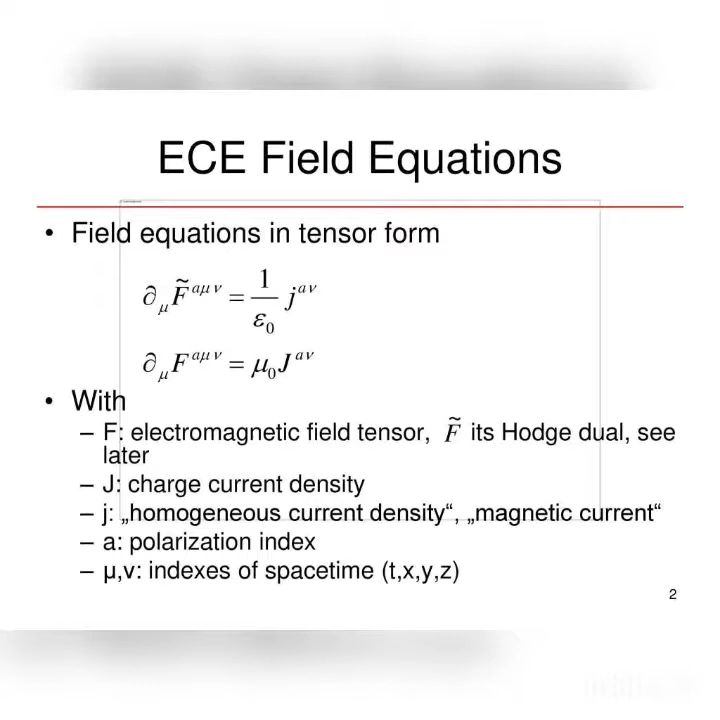 ECE Field Equations
• Field equations in tensor form
∂_μ F̃^{aμν} = 1/ε₀ j^{aν}
∂_μ F^{aμν} = μ₀ J^{aν}
• With
– F: electromagnetic field tensor, F̃ its Hodge dual, see
later
– J: charge current density
– j: „homogeneous current density“, „magnetic current“
– a: polarization index
– μ,ν: indexes of spacetime (t,x,y,z)
2